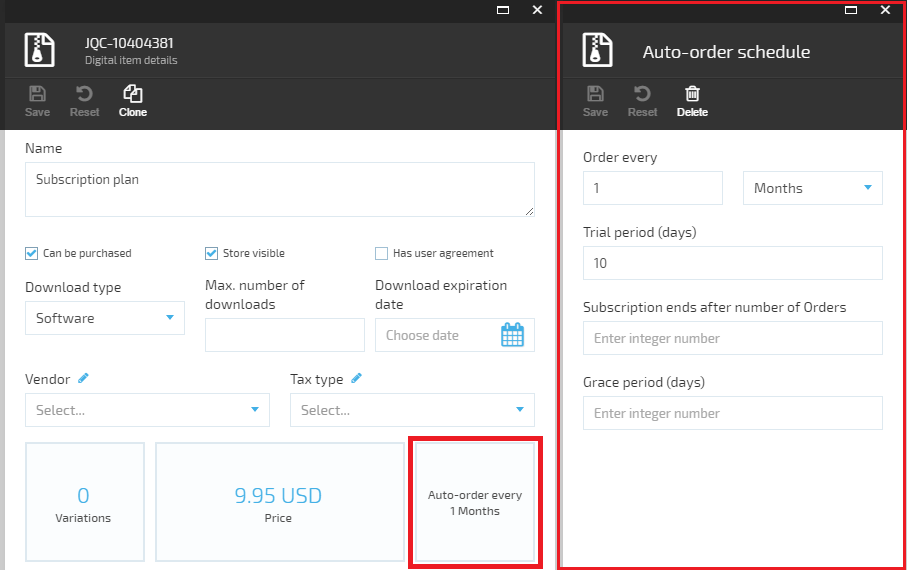 JQC-10404381
Digital item details
Save
Reset
Clone
Name
Subscription plan
Can be purchased
Store visible
Has user agreement
Download type
Software
Max. number of
downloads
Download expiration
date
Choose date
Vendor
Select...
Tax type
Select...
0
Variations
9.95 USD
Price
Auto-order every
1 Months
Auto-order schedule
Save
Reset
Delete
Order every
1
Months
Trial period (days)
10
Subscription ends after number of Orders
Enter integer number
Grace period (days)
Enter integer number